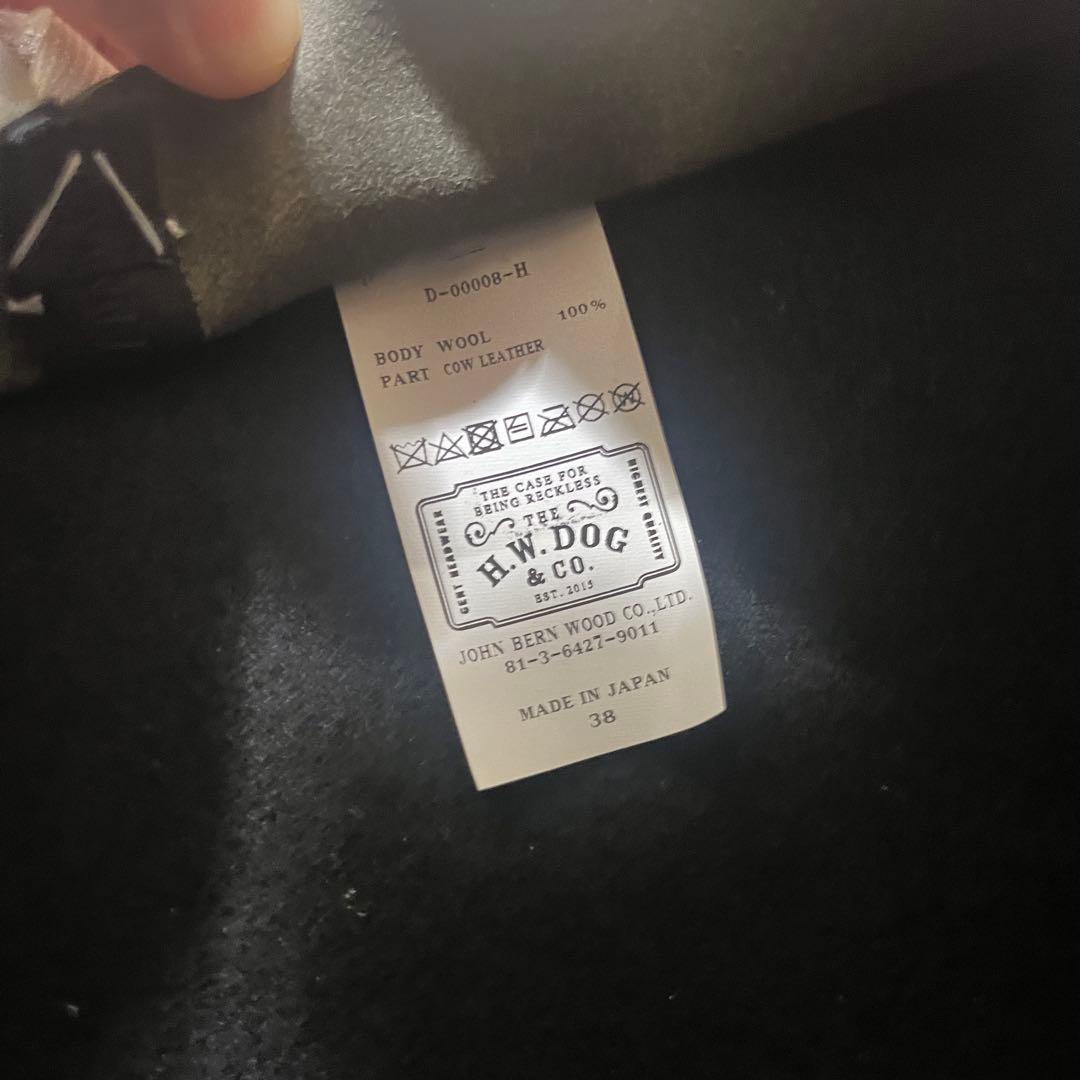 D-00008-H
BODY WOOL 100%
PART COW LEATHER
THE CASE FOR
BEING RECKLESS
THE
H.W. DOG
& CO.
EST. 2015
GENT HEADWEAR
HIGHEST QUALITY
JOHN BERN WOOD CO.,LTD.
81-3-6427-9011
MADE IN JAPAN
38